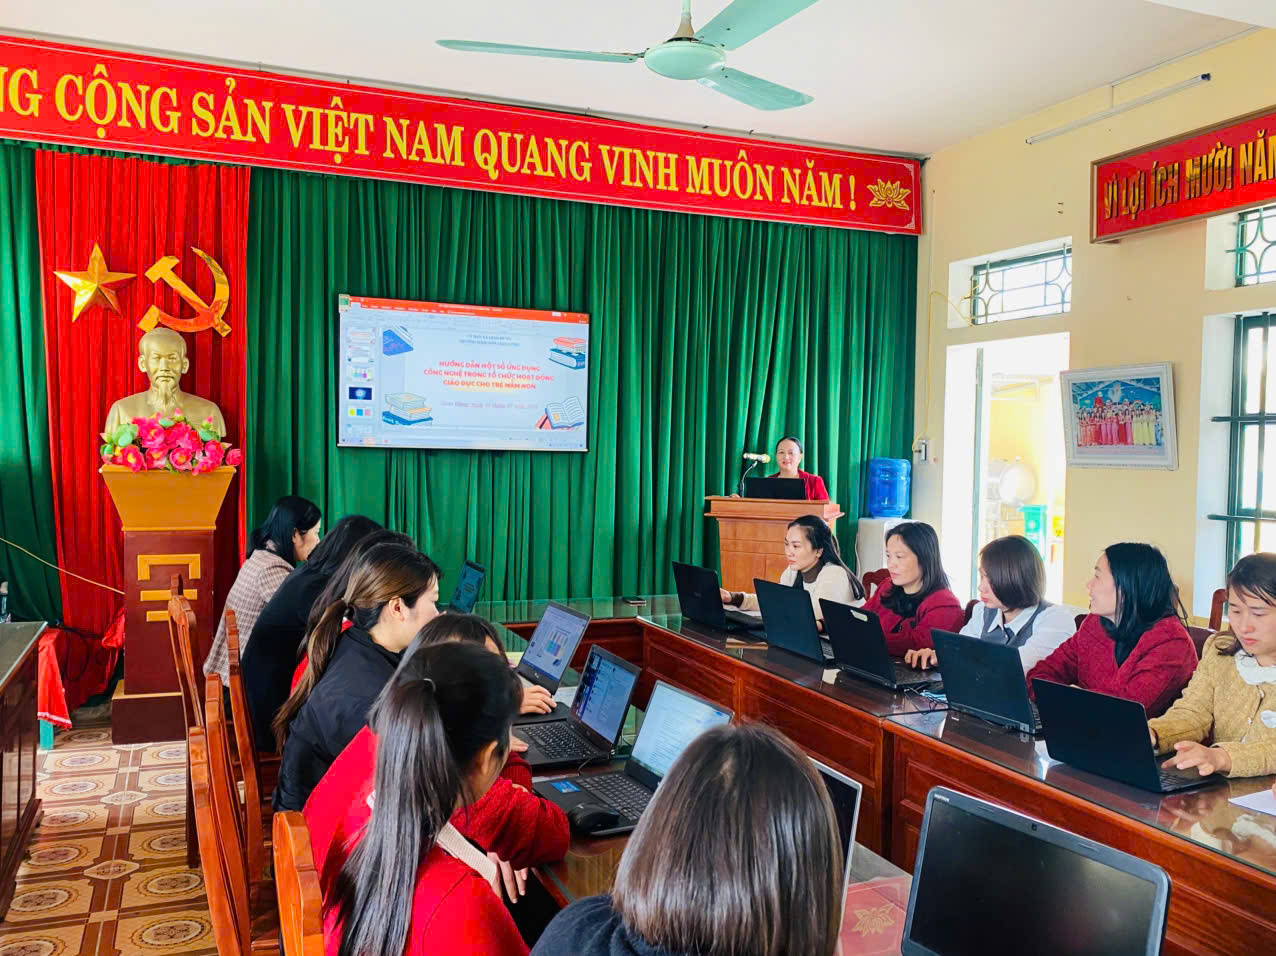 NG CỘNG SẢN VIỆT NAM QUANG VINH MUÔN NĂM !
VÌ LỢI ÍCH MƯỜI NĂM
HƯỚNG DẪN MỘT SỐ ỨNG DỤNG
CÔNG NGHỆ TRONG TỔ CHỨC HOẠT ĐỘNG
GIÁO DỤC CHO TRẺ MẦM NON